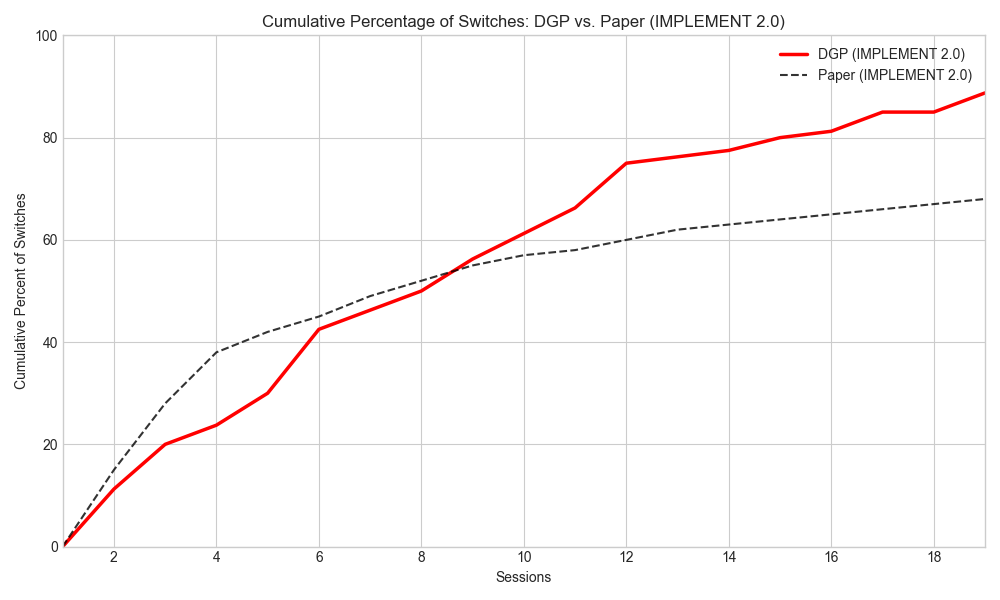 Cumulative Percentage of Switches: DGP vs. Paper (IMPLEMENT 2.0)
DGP (IMPLEMENT 2.0)
Paper (IMPLEMENT 2.0)
Cumulative Percent of Switches
100
80
60
40
20
0
2 4 6 8 10 12 14 16 18
Sessions